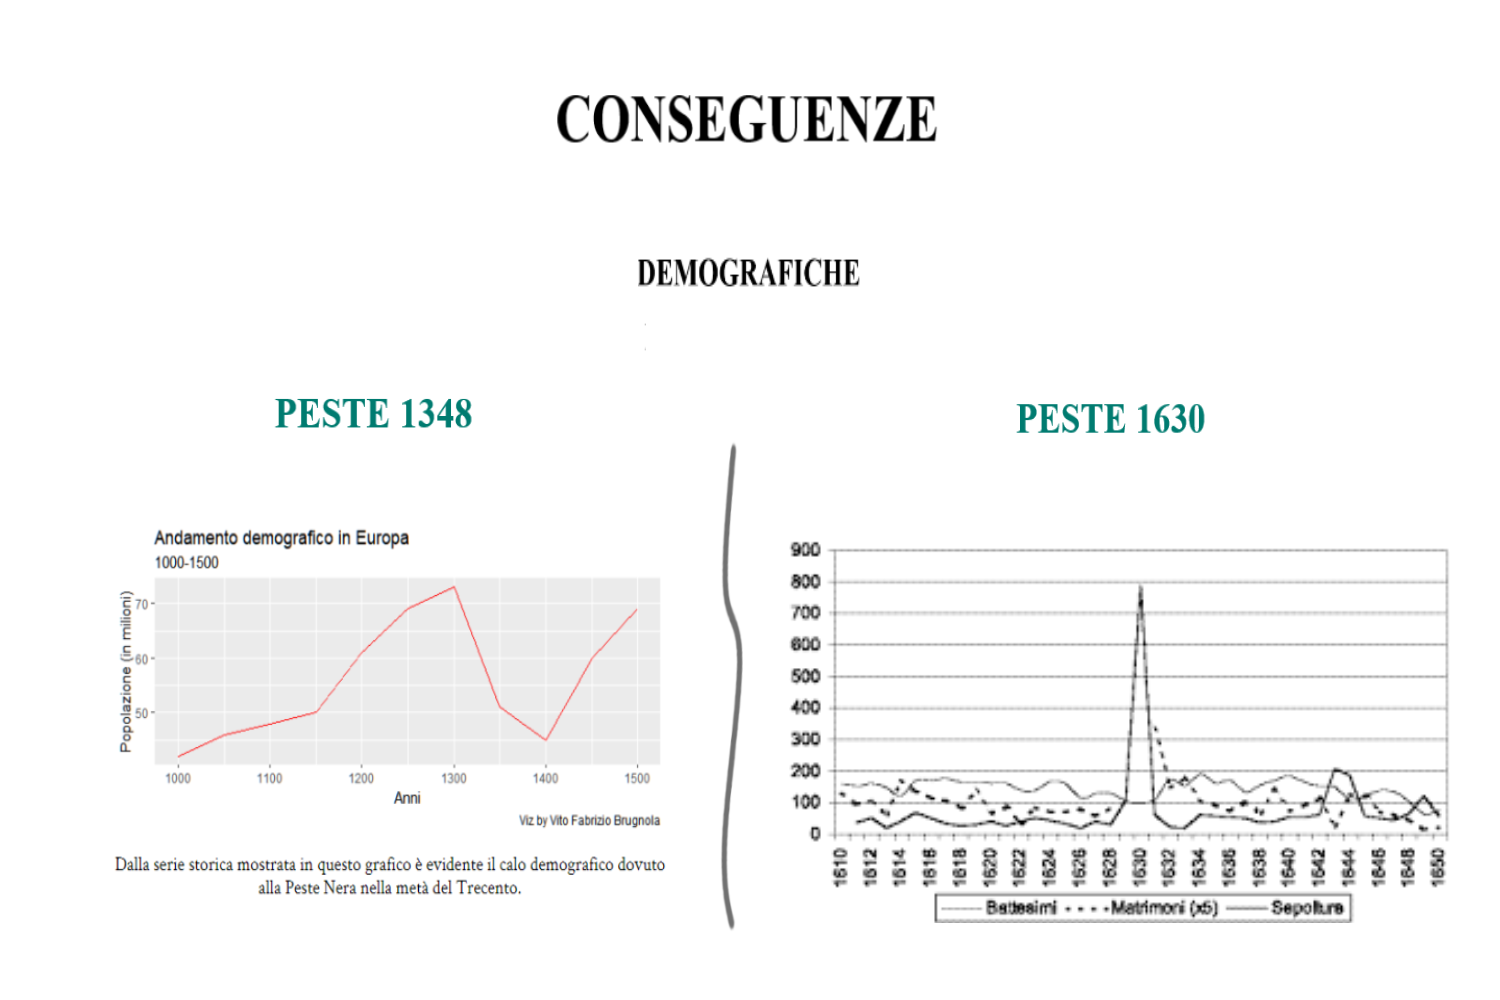 CONSEGUENZE
DEMOGRAFICHE
PESTE 1348
PESTE 1630
Andamento demografico in Europa
1000-1500
Popolazione (in milioni)
70
60
50
1000 1100 1200 1300 1400 1500
Anni
Viz by Vito Fabrizio Brugnola
Dalla serie storica mostrata in questo grafico è evidente il calo demografico dovuto
alla Peste Nera nella metà del Trecento.
900
800
700
600
500
400
300
200
100
0
1610 1612 1614 1616 1618 1620 1622 1624 1626 1628 1630 1632 1634 1636 1638 1640 1642 1644 1646 1648 1650
Battesimi Matrimoni (x5) Sepolture